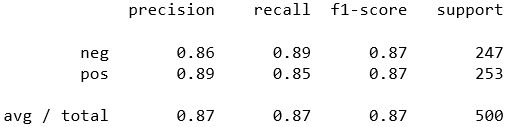 precision recall f1-score support
neg 0.86 0.89 0.87 247
pos 0.89 0.85 0.87 253
avg / total 0.87 0.87 0.87 500